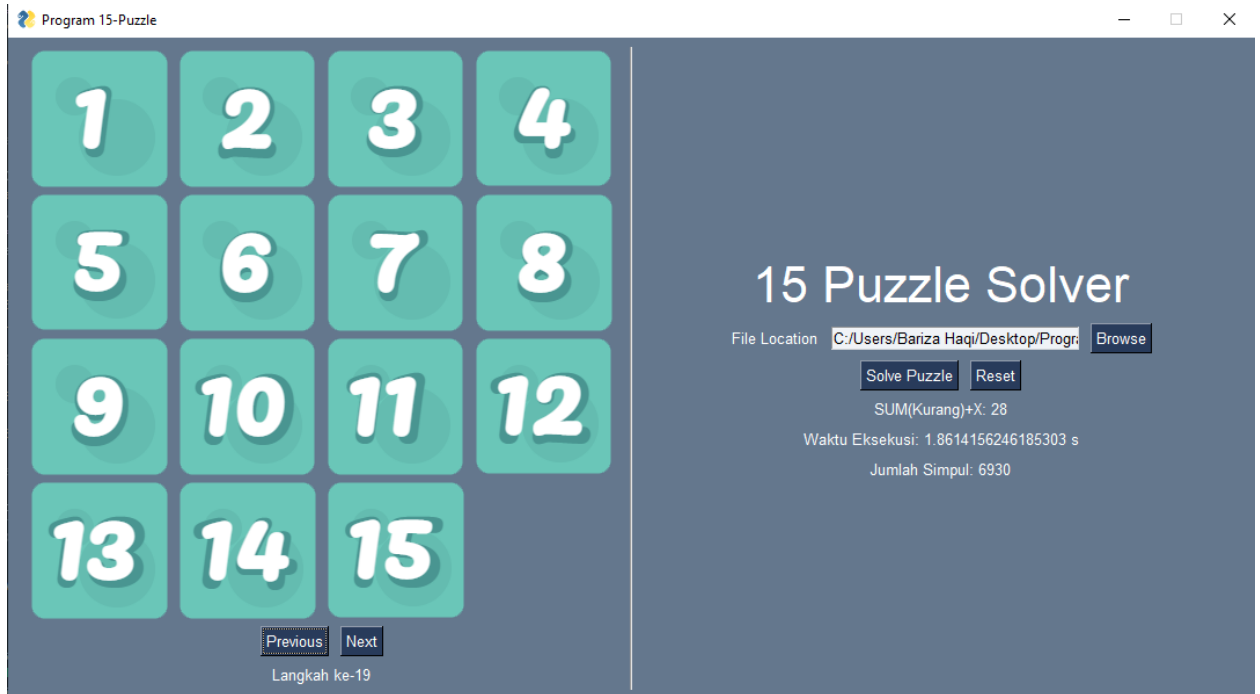 Program 15-Puzzle
1 2 3 4
5 6 7 8
9 10 11 12
13 14 15
Previous Next
Langkah ke-19
15 Puzzle Solver
File Location C:/Users/Bariza Haqi/Desktop/Progra Browse
Solve Puzzle Reset
SUM(Kurang)+X: 28
Waktu Eksekusi: 1.8614156246185303 s
Jumlah Simpul: 6930